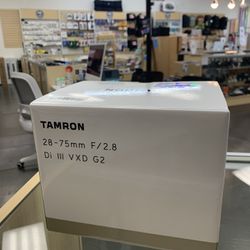 TAMRON
28-75mm F/2.8
Di III VXD G2